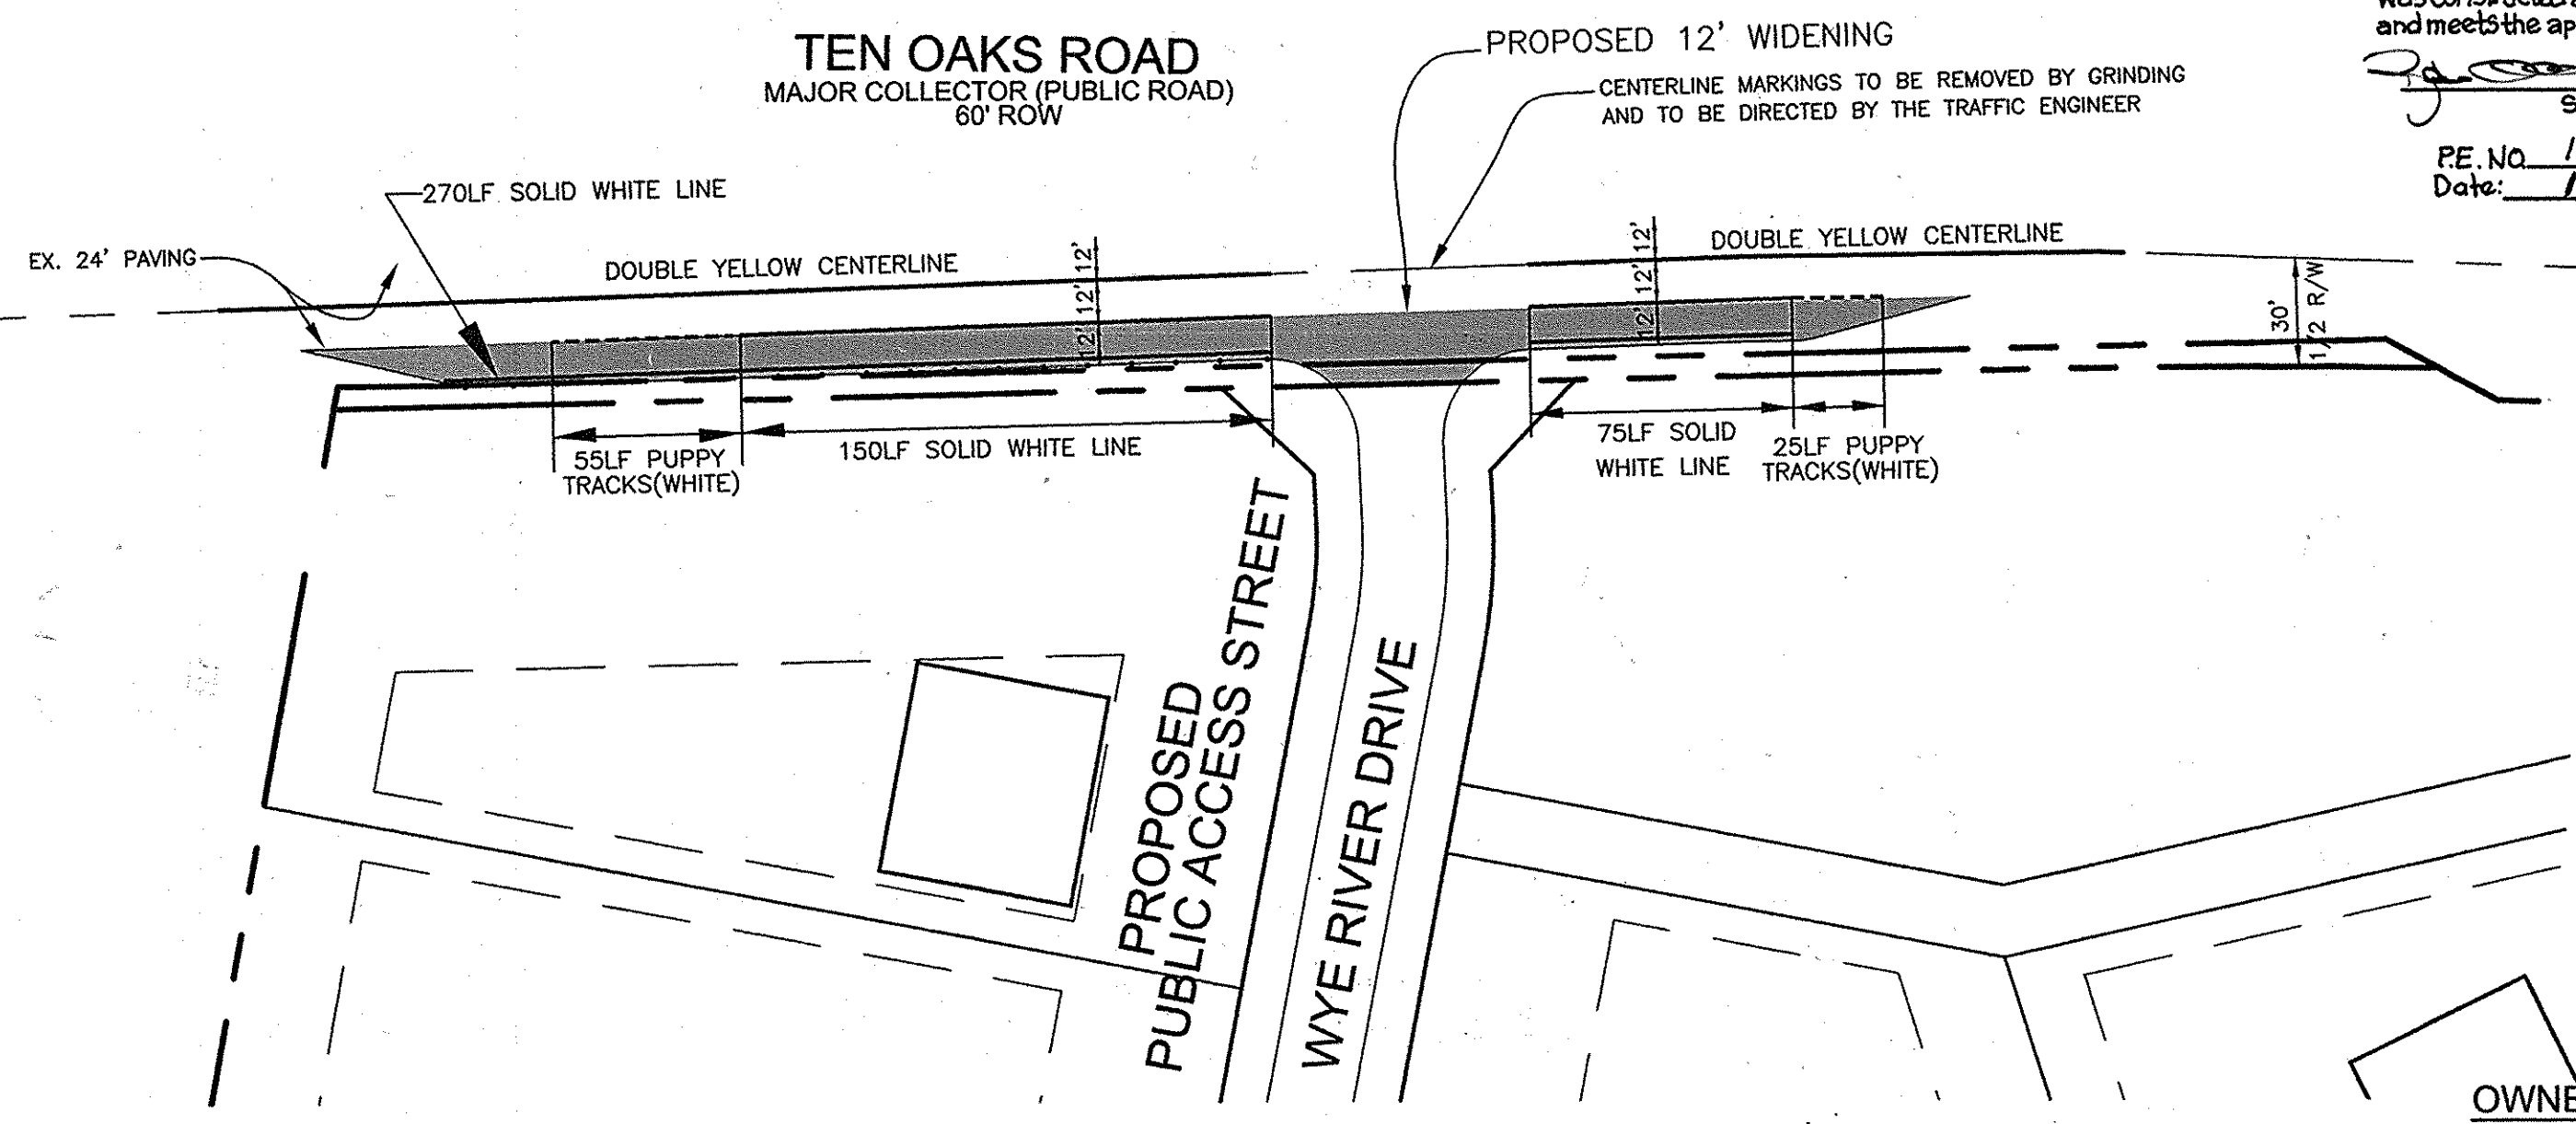 TEN OAKS ROAD
MAJOR COLLECTOR (PUBLIC ROAD)
60' ROW
PROPOSED 12' WIDENING
CENTERLINE MARKINGS TO BE REMOVED BY GRINDING
AND TO BE DIRECTED BY THE TRAFFIC ENGINEER
and meets the ap
P.E. NO.
Date:
270LF SOLID WHITE LINE
EX. 24' PAVING
DOUBLE YELLOW CENTERLINE
12'
12'
12'
12'
12'
12'
DOUBLE YELLOW CENTERLINE
30'
1/2 R/W
55LF PUPPY
TRACKS(WHITE)
150LF SOLID WHITE LINE
75LF SOLID
WHITE LINE
25LF PUPPY
TRACKS(WHITE)
PROPOSED
PUBLIC ACCESS STREET
WYE RIVER DRIVE
OWNE